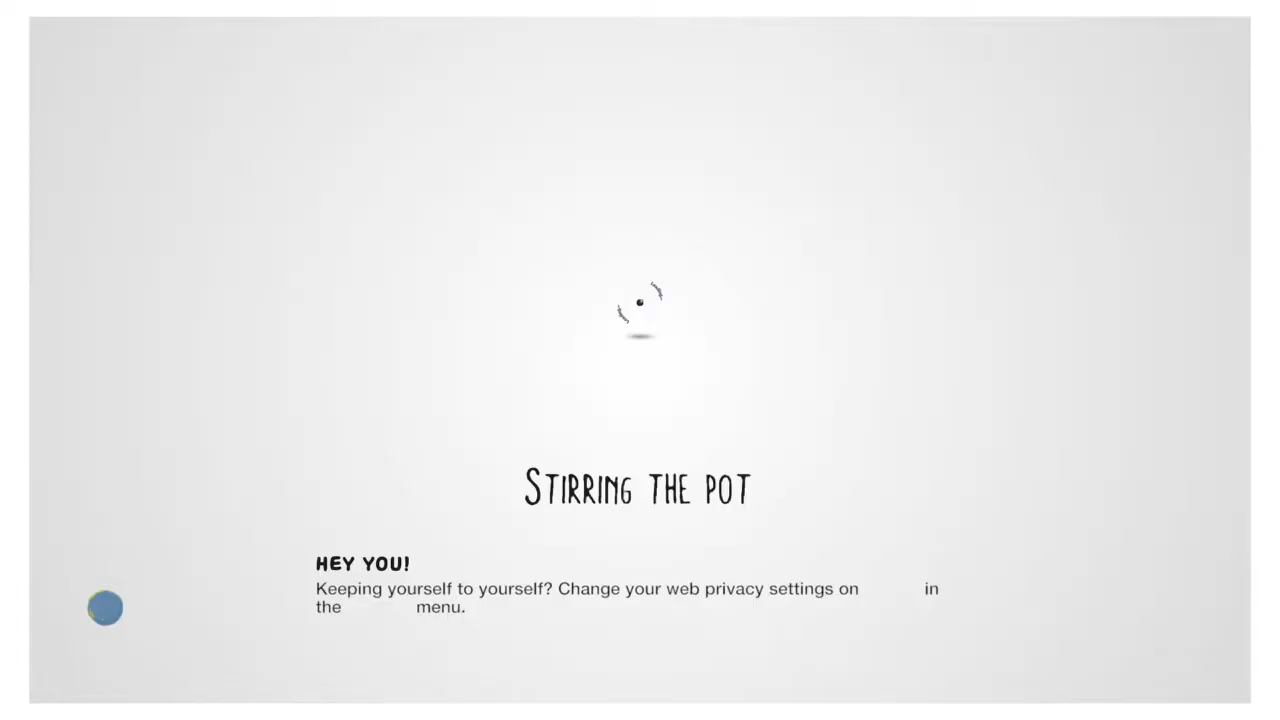 Stirring the pot
HEY YOU!
Keeping yourself to yourself? Change your web privacy settings on in
the menu.